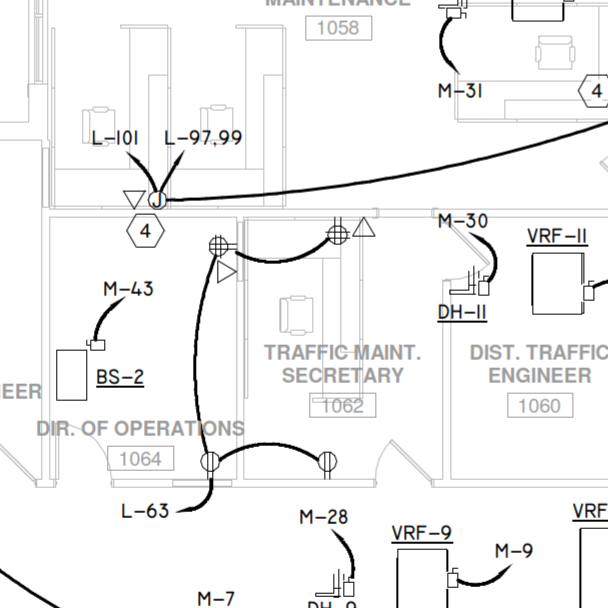 MAINTENANCE
1058
M-31
4
L-101 L-97,99
J
4
M-30
VRF-11
M-43
DH-11
TRAFFIC MAINT.
SECRETARY
1062
DIST. TRAFFIC
ENGINEER
1060
BS-2
EER
DIR. OF OPERATIONS
1064
L-63
M-28
VRF-9
VRF
M-9
M-7
DH-9